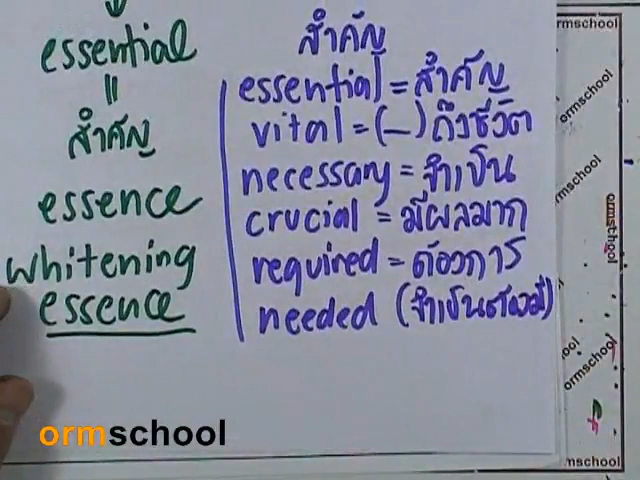 essential
=
สำคัญ
essence
whitening
essence
สำคัญ
essential = สำคัญ
vital = (—) ถึงชีวิต
necessary = จำเป็น
crucial = มีผลมาก
required = ต้องการ
needed (จำเป็นต้องมี)
ormschool
ormschool
ormschool
ormschool
ormschool
ormschool
ormschool